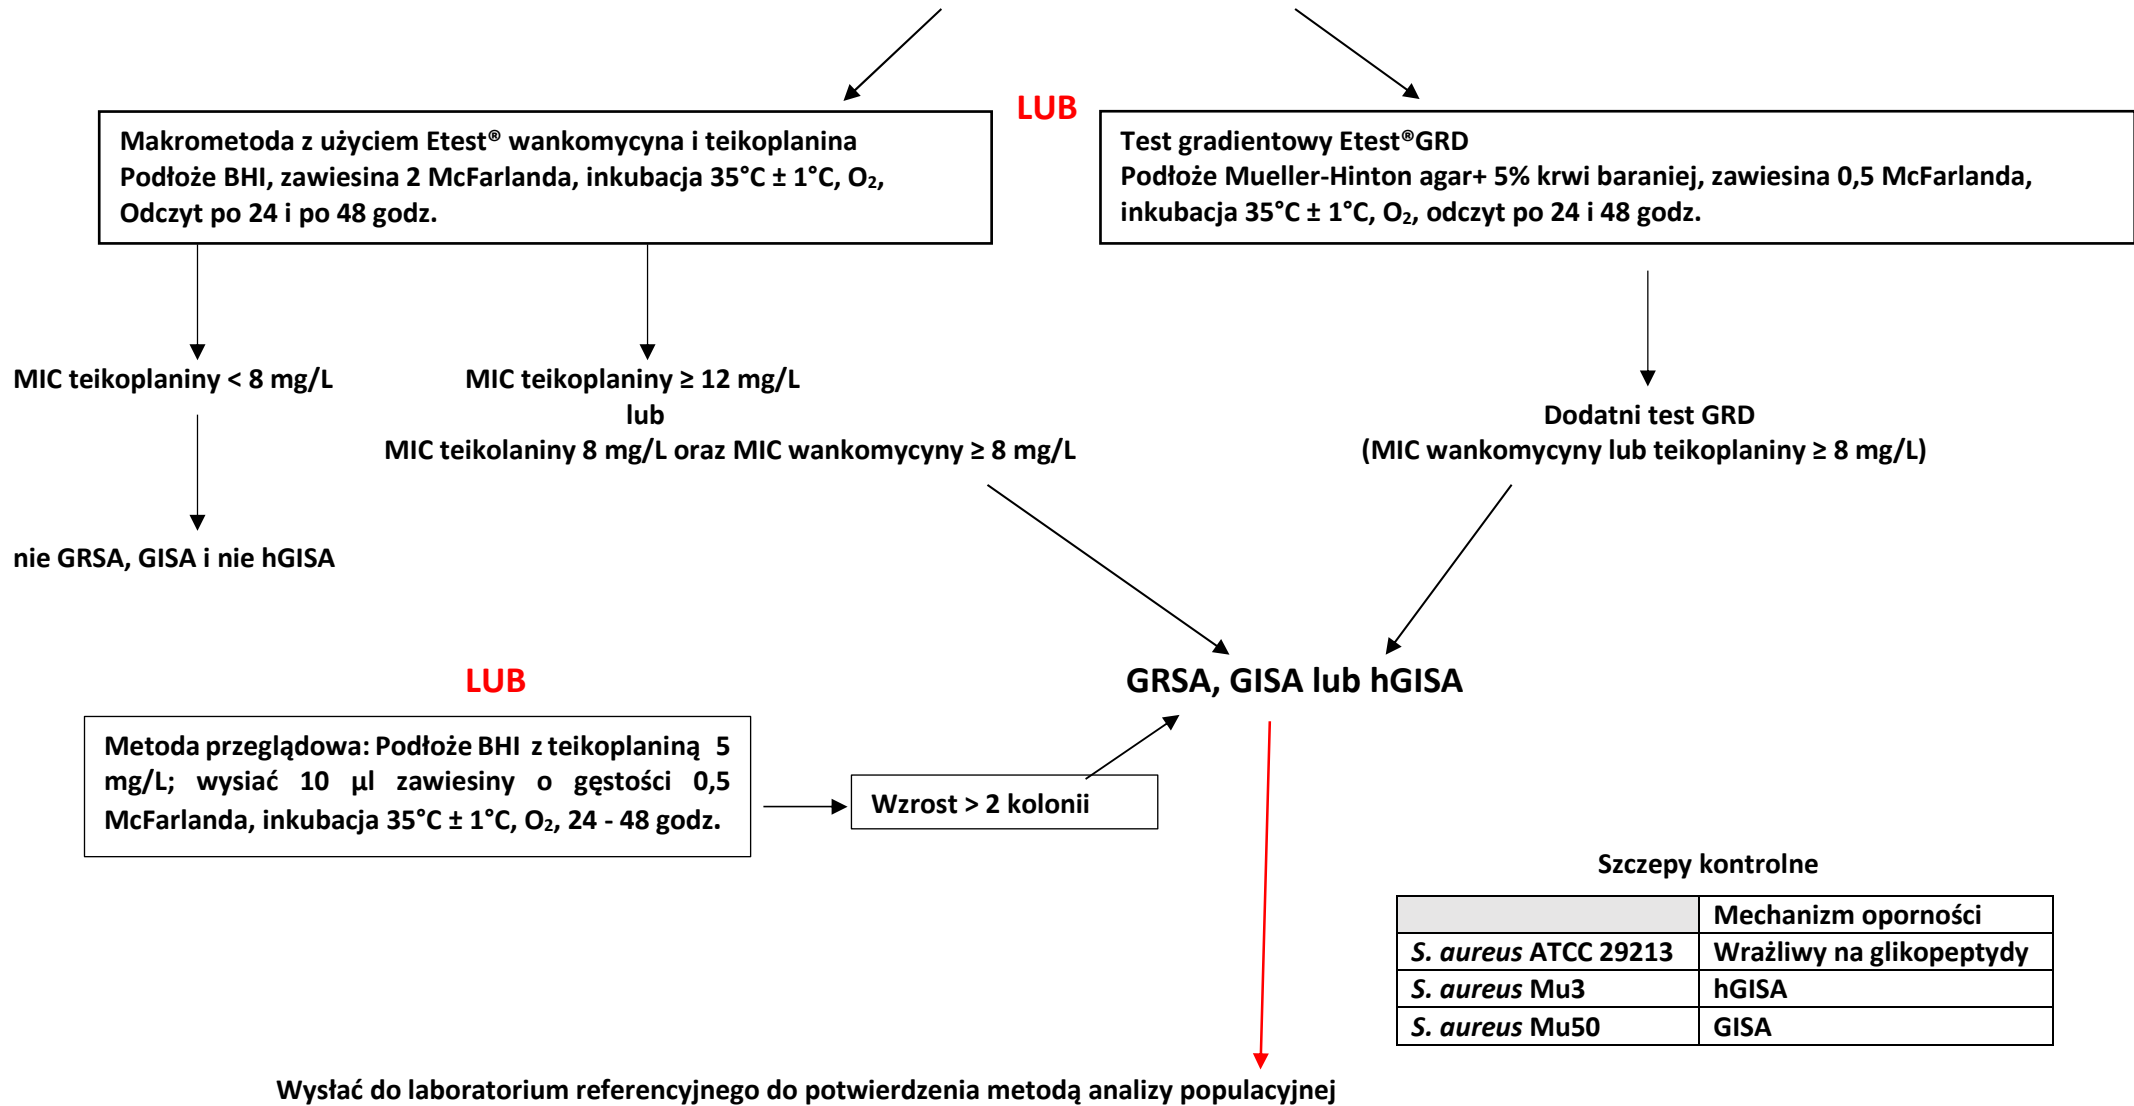 LUB
Makrometoda z użyciem Etest® wankomycyna i teikoplanina
Podłoże BHI, zawiesina 2 McFarlanda, inkubacja 35°C ± 1°C, O₂,
Odczyt po 24 i po 48 godz.
Test gradientowy Etest®GRD
Podłoże Mueller-Hinton agar+ 5% krwi baraniej, zawiesina 0,5 McFarlanda,
inkubacja 35°C ± 1°C, O₂, odczyt po 24 i 48 godz.
MIC teikoplaniny < 8 mg/L
MIC teikoplaniny ≥ 12 mg/L
lub
MIC teikolaniny 8 mg/L oraz MIC wankomycyny ≥ 8 mg/L
Dodatni test GRD
(MIC wankomycyny lub teikoplaniny ≥ 8 mg/L)
nie GRSA, GISA i nie hGISA
LUB
GRSA, GISA lub hGISA
Metoda przeglądowa: Podłoże BHI z teikoplaniną 5
mg/L; wysiać 10 µl zawiesiny o gęstości 0,5
McFarlanda, inkubacja 35°C ± 1°C, O₂, 24 - 48 godz.
Wzrost > 2 kolonii
Szczepy kontrolne
Mechanizm oporności
S. aureus ATCC 29213 Wrażliwy na glikopeptydy
S. aureus Mu3 hGISA
S. aureus Mu50 GISA
Wysłać do laboratorium referencyjnego do potwierdzenia metodą analizy populacyjnej